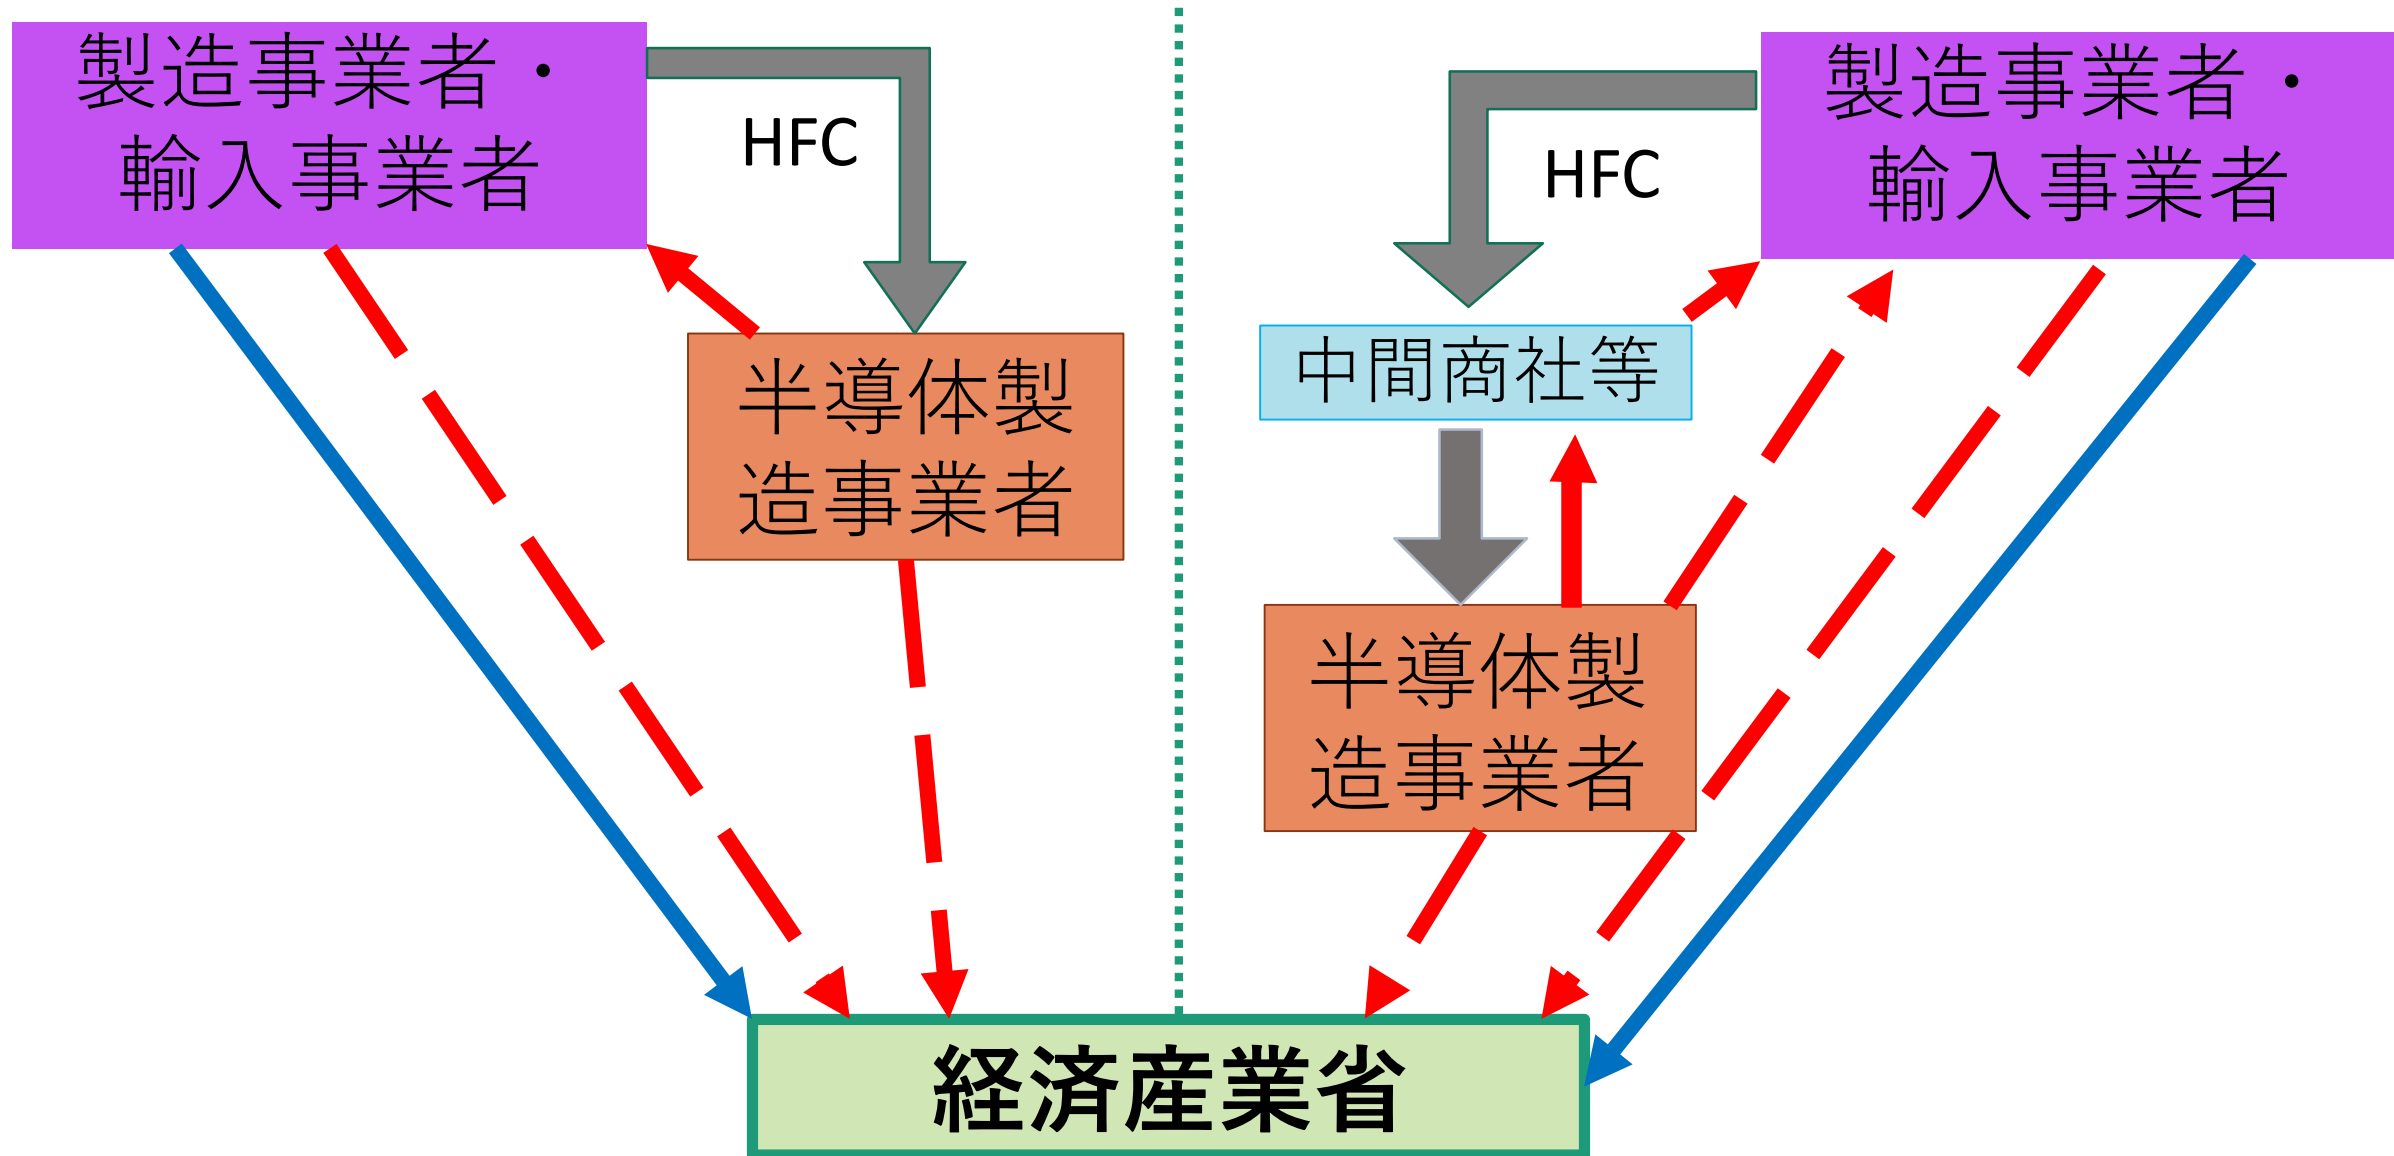 製造事業者・
輸入事業者
HFC
半導体製
造事業者
製造事業者・
輸入事業者
HFC
中間商社等
半導体製
造事業者
経済産業省